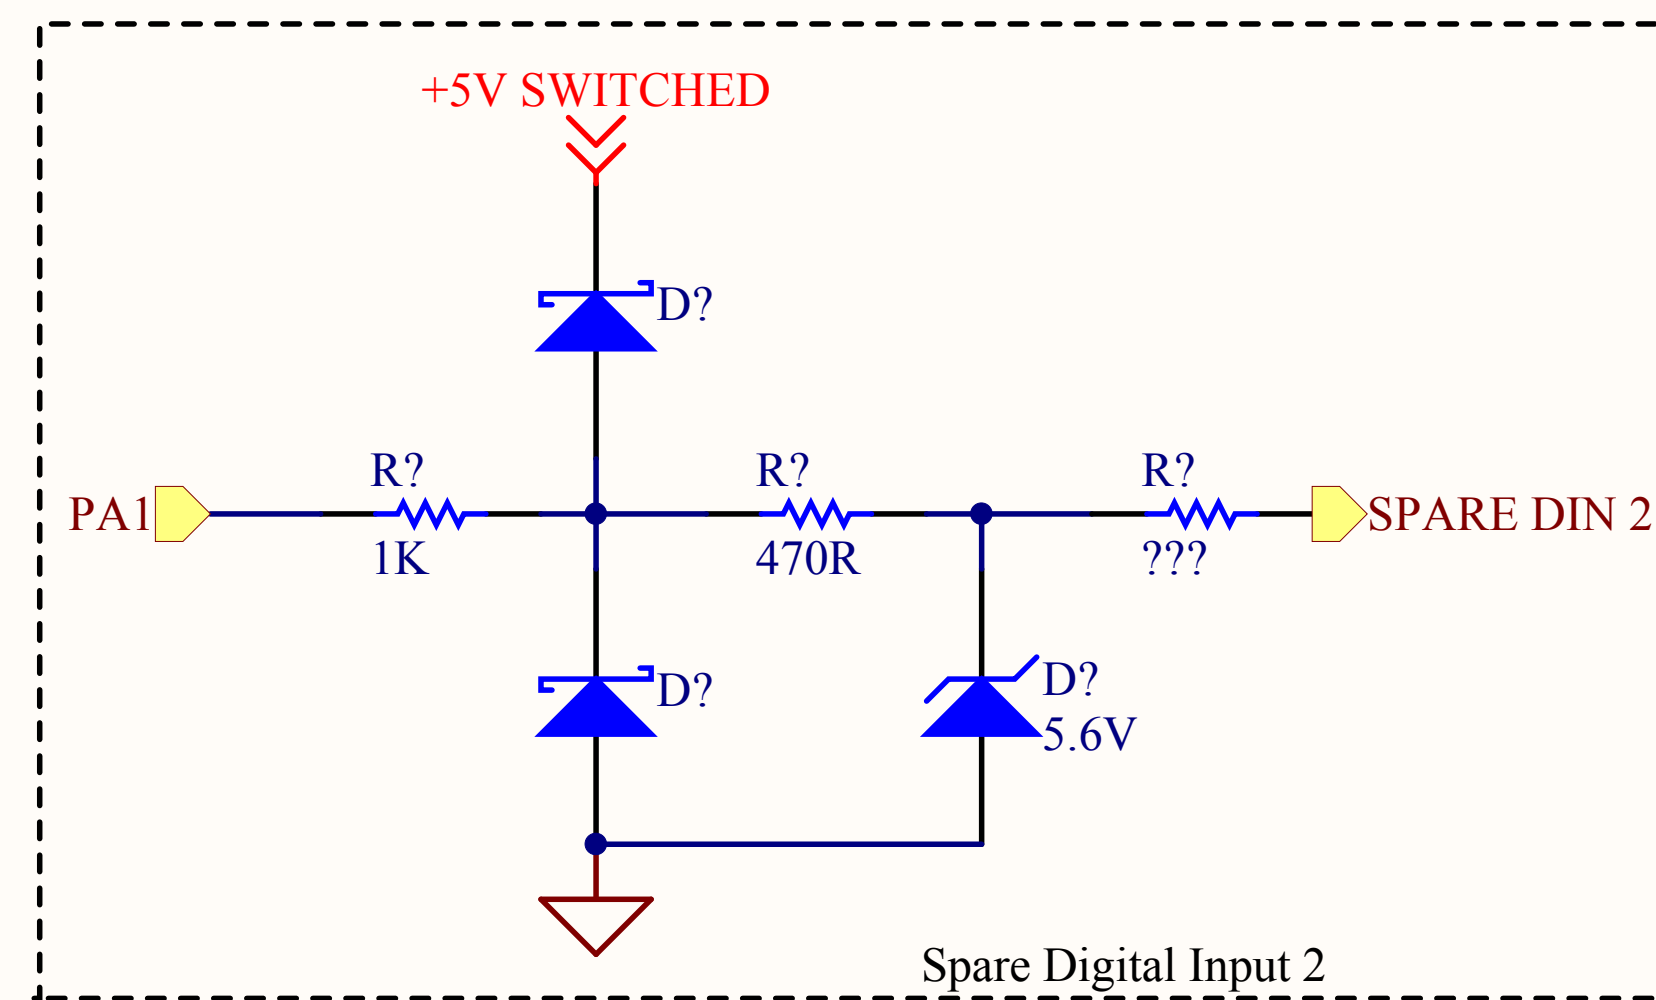 +5V SWITCHED
D?
R?
R?
R?
PA1
SPARE DIN 2
1K
470R
???
D?
D?
5.6V
Spare Digital Input 2